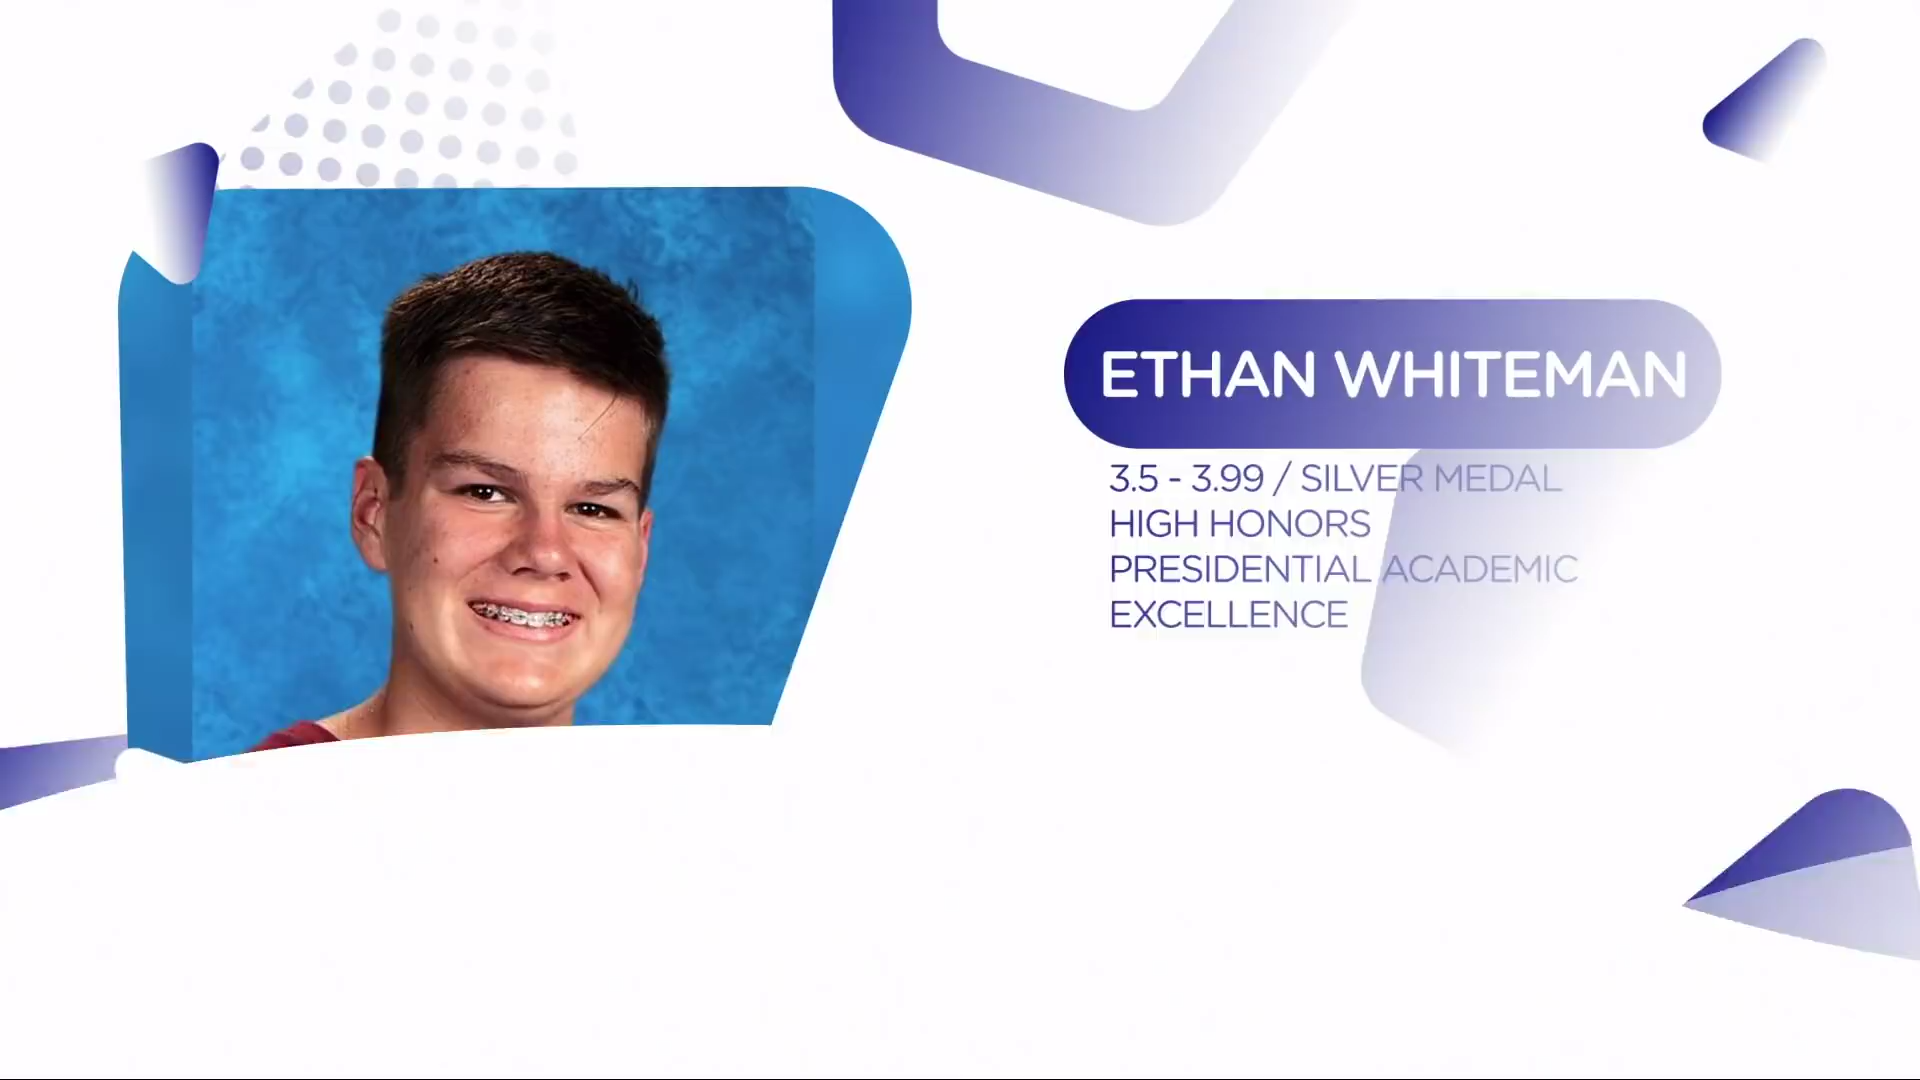 ETHAN WHITEMAN
3.5 - 3.99 / SILVER MEDAL
HIGH HONORS
PRESIDENTIAL ACADEMIC
EXCELLENCE